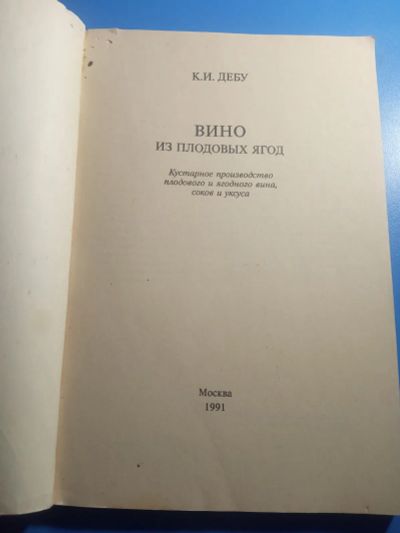 К.И. ДЕБУ
ВИНО
ИЗ ПЛОДОВЫХ ЯГОД
Кустарное производство
плодового и ягодного вина,
соков и уксуса
Москва
1991